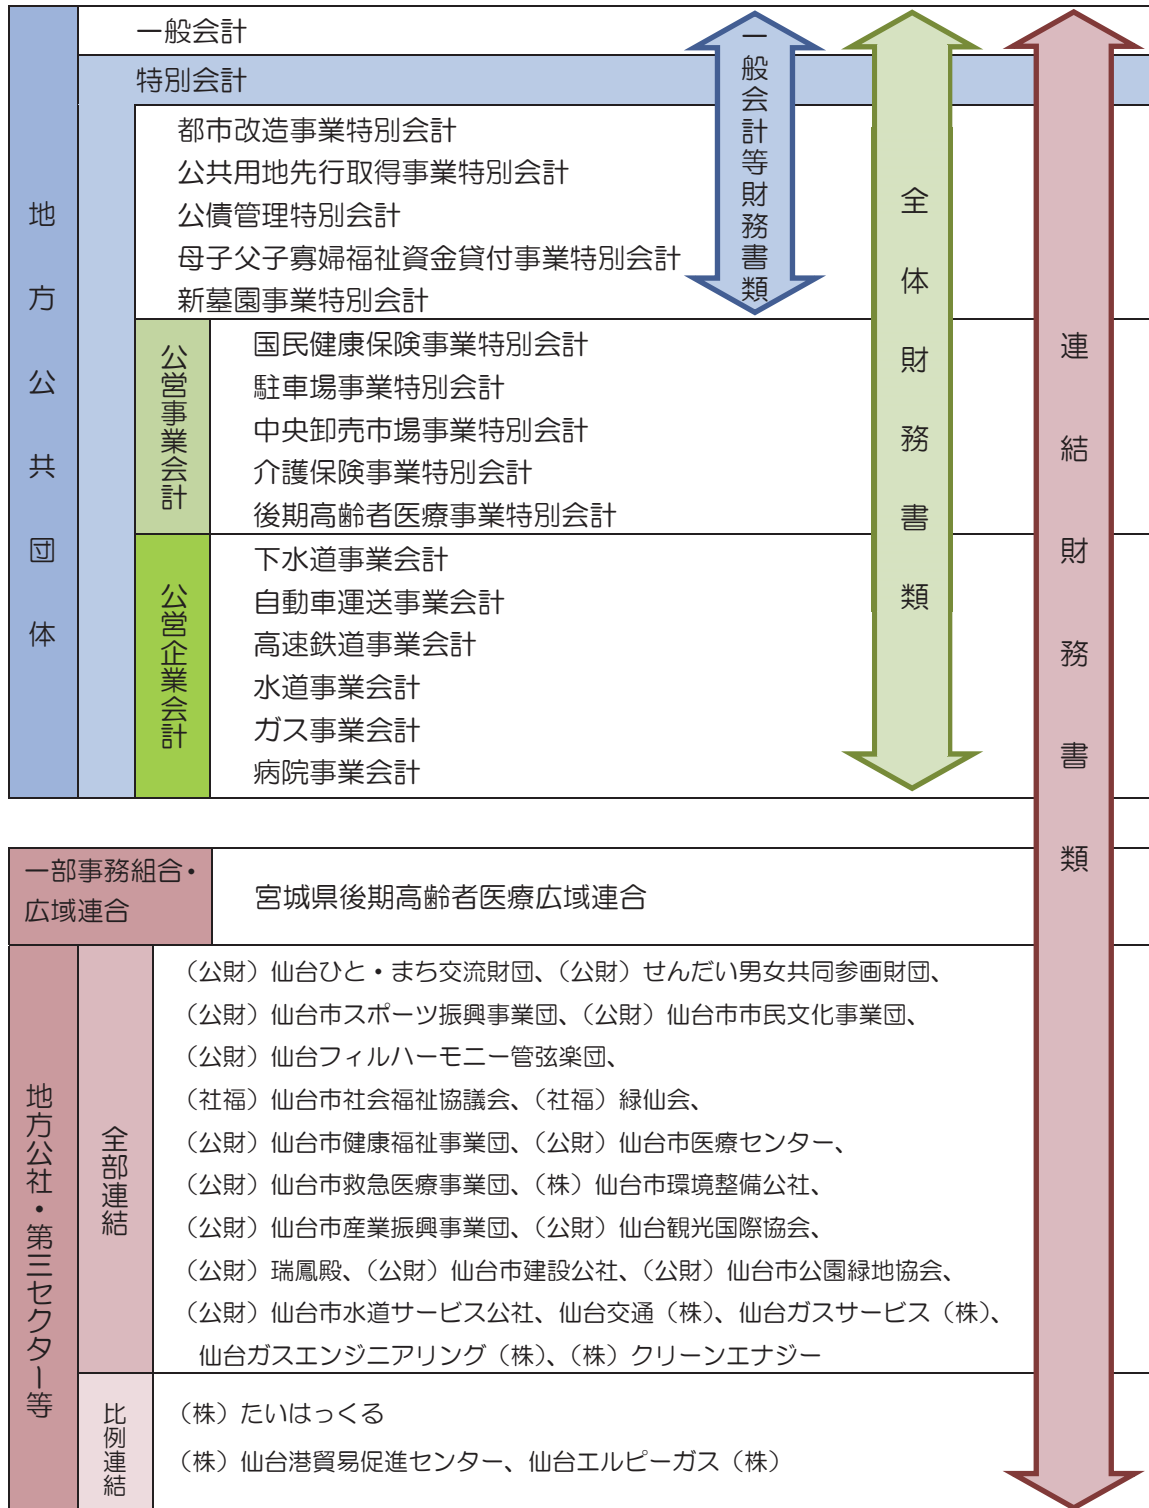 地方公共団体
一般会計
特別会計
都市改造事業特別会計
公共用地先行取得事業特別会計
公債管理特別会計
母子父子寡婦福祉資金貸付事業特別会計
新墓園事業特別会計
公営事業会計
国民健康保険事業特別会計
駐車場事業特別会計
中央卸売市場事業特別会計
介護保険事業特別会計
後期高齢者医療事業特別会計
公営企業会計
下水道事業会計
自動車運送事業会計
高速鉄道事業会計
水道事業会計
ガス事業会計
病院事業会計
一般会計等財務書類
全体財務書類
連結財務書類
一部事務組合・
広域連合
宮城県後期高齢者医療広域連合
地方公社・第三セクター等
全部連結
（公財）仙台ひと・まち交流財団、（公財）せんだい男女共同参画財団、
（公財）仙台市スポーツ振興事業団、（公財）仙台市市民文化事業団、
（公財）仙台フィルハーモニー管弦楽団、
（社福）仙台市社会福祉協議会、（社福）緑仙会、
（公財）仙台市健康福祉事業団、（公財）仙台市医療センター、
（公財）仙台市救急医療事業団、（株）仙台市環境整備公社、
（公財）仙台市産業振興事業団、（公財）仙台観光国際協会、
（公財）瑞鳳殿、（公財）仙台市建設公社、（公財）仙台市公園緑地協会、
（公財）仙台市水道サービス公社、仙台交通（株）、仙台ガスサービス（株）、
仙台ガスエンジニアリング（株）、（株）クリーンエナジー
比例連結
（株）たいはっくる
（株）仙台港貿易促進センター、仙台エルピーガス（株）